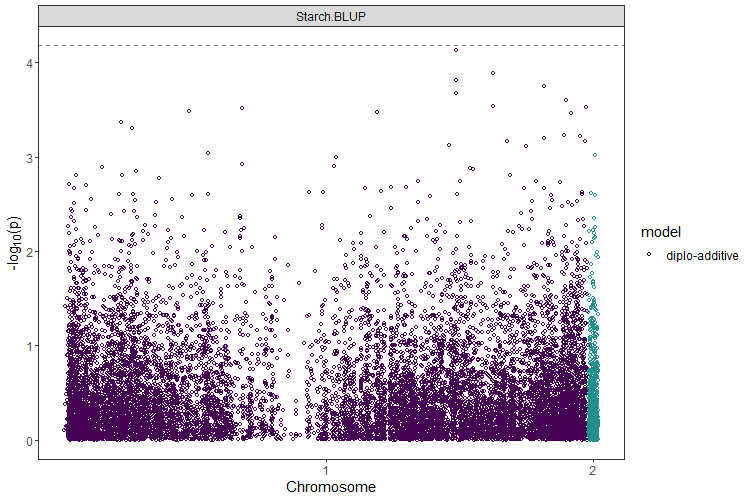 Starch.BLUP
4
3
2
1
0
-log10(p)
1
2
Chromosome
model
diplo-additive